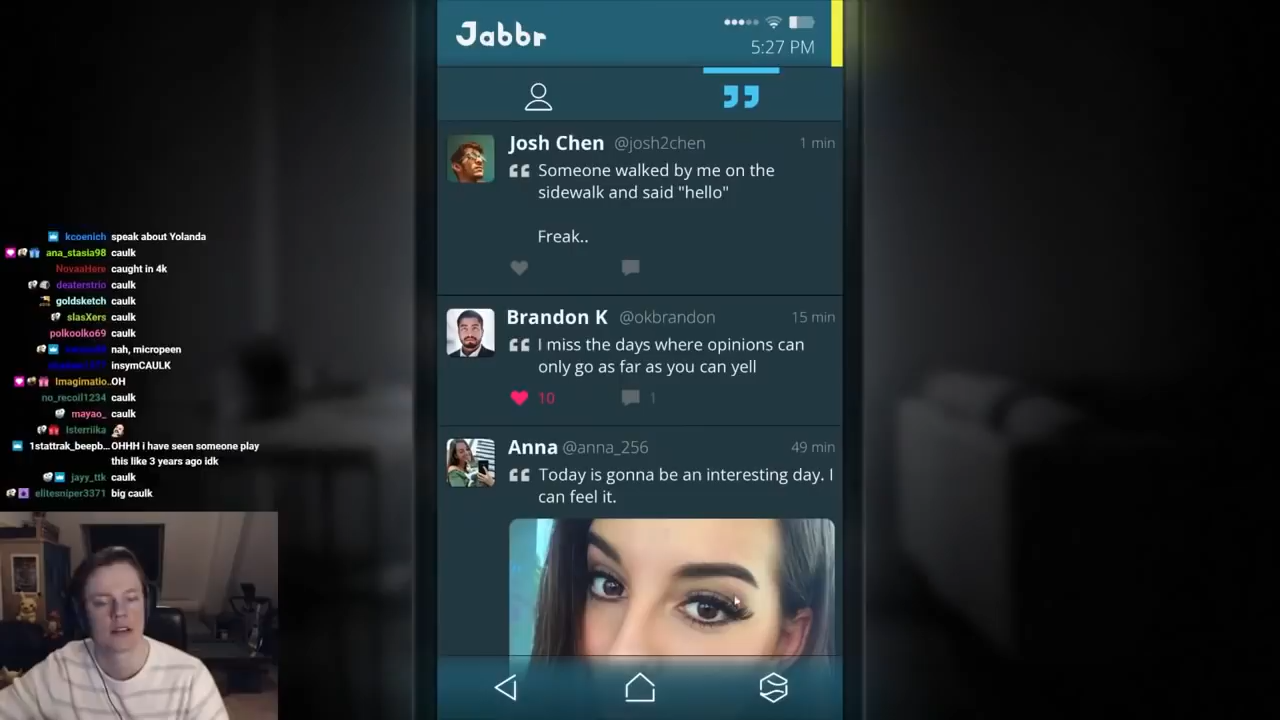 Jabbr
5:27 PM
Josh Chen @josh2chen 1 min
Someone walked by me on the
sidewalk and said "hello"
Freak..
Brandon K @okbrandon 15 min
I miss the days where opinions can
only go as far as you can yell
10 1
Anna @anna_256 49 min
Today is gonna be an interesting day. I
can feel it.
kcoenich speak about Yolanda
ana_stasia98 caulk
NovaaHere caught in 4k
deaterstrio caulk
goldsketch caulk
slasXers caulk
polkoolko69 caulk
nah, micropeen
insymCAULK
Imaginatio.. OH
no_recoil1234 caulk
mayao_ caulk
Isterriika
1stattrak_beepb... OHHH i have seen someone play
this like 3 years ago idk
jayy_ttk caulk
elitesniper3371 big caulk